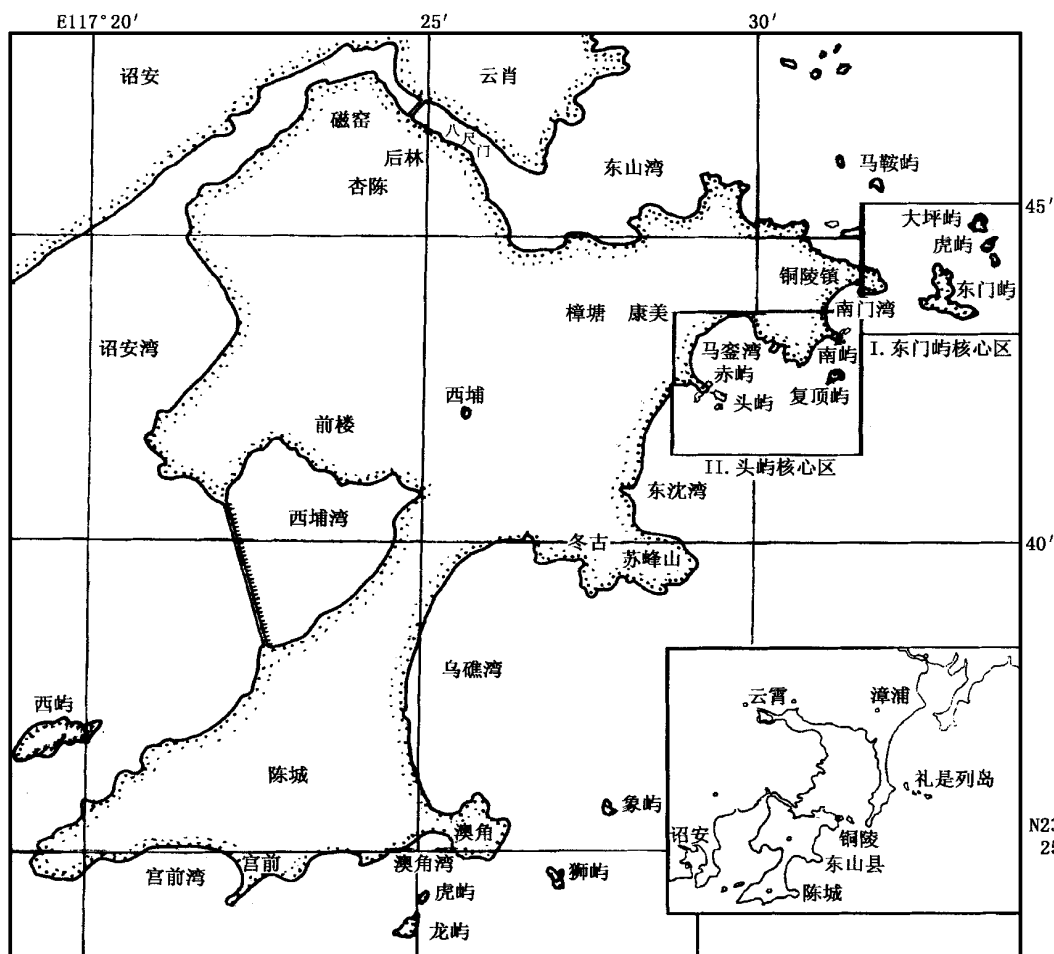 E117°20′
25′
30′
诏安
云肖
磁窑
八尺门
后林
杏陈
东山湾
马鞍屿
45′
大坪屿
虎屿
铜陵镇
东门屿
南门湾
樟塘
康美
诏安湾
马銮湾
南屿
I.东门屿核心区
赤屿
复顶屿
头屿
西埔
前楼
II.头屿核心区
东沈湾
西埔湾
冬古
苏峰山
40′
乌礁湾
西屿
云霄
漳浦
陈城
礼是列岛
象屿
诏安
铜陵
N23
25
澳角
东山县
宫前湾
宫前
澳角湾
狮屿
陈城
虎屿
龙屿